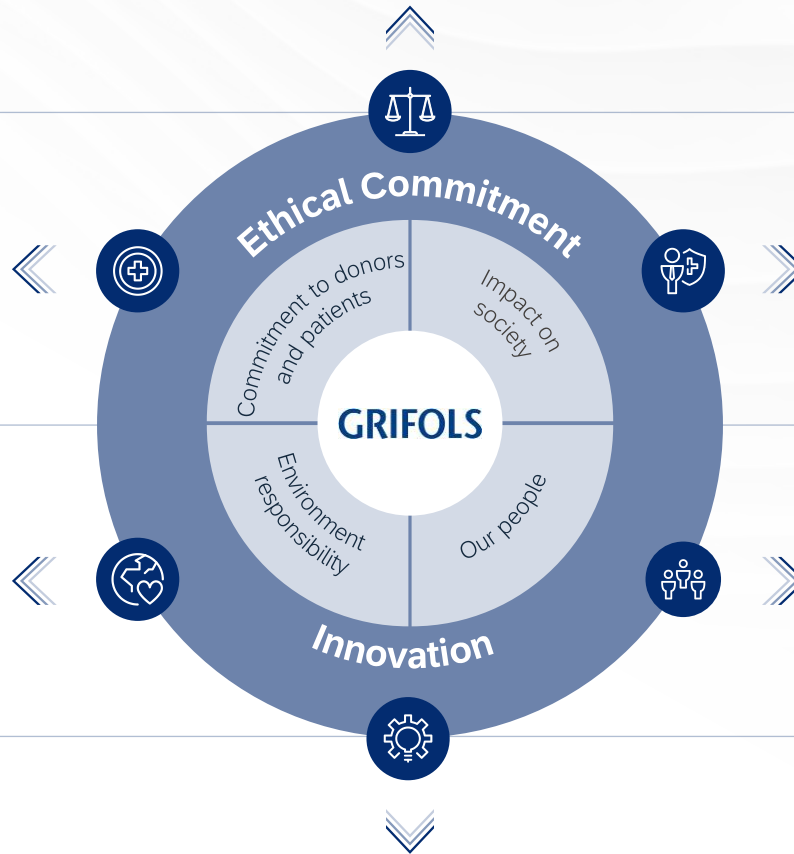 Ethical Commitment
Commitment to donors
and patients
Impact on
society
GRIFOLS
Environment
responsibility
Our people
Innovation